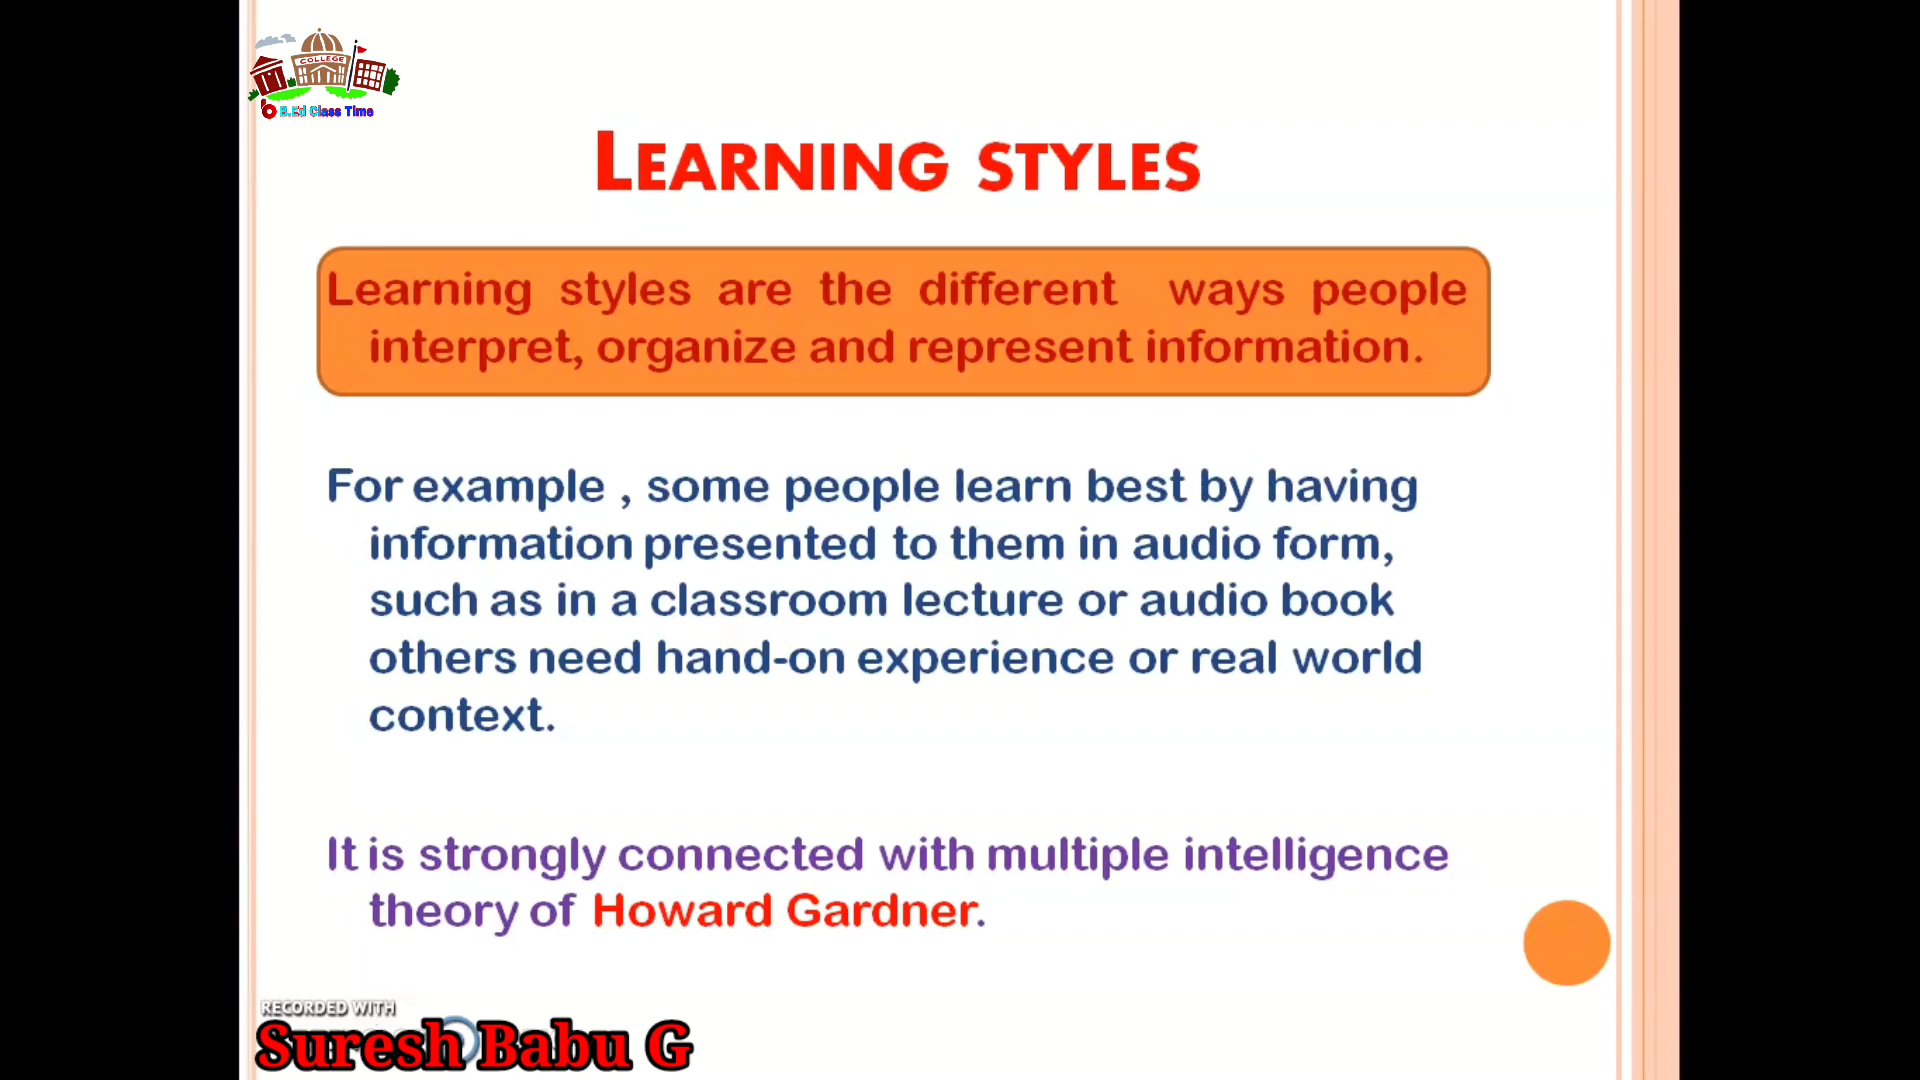 COLLEGE
B.Ed Class Time
LEARNING STYLES
Learning styles are the different ways people
interpret, organize and represent information.
For example , some people learn best by having
information presented to them in audio form,
such as in a classroom lecture or audio book
others need hand-on experience or real world
context.
It is strongly connected with multiple intelligence
theory of Howard Gardner.
RECORDED WITH
Suresh Babu G